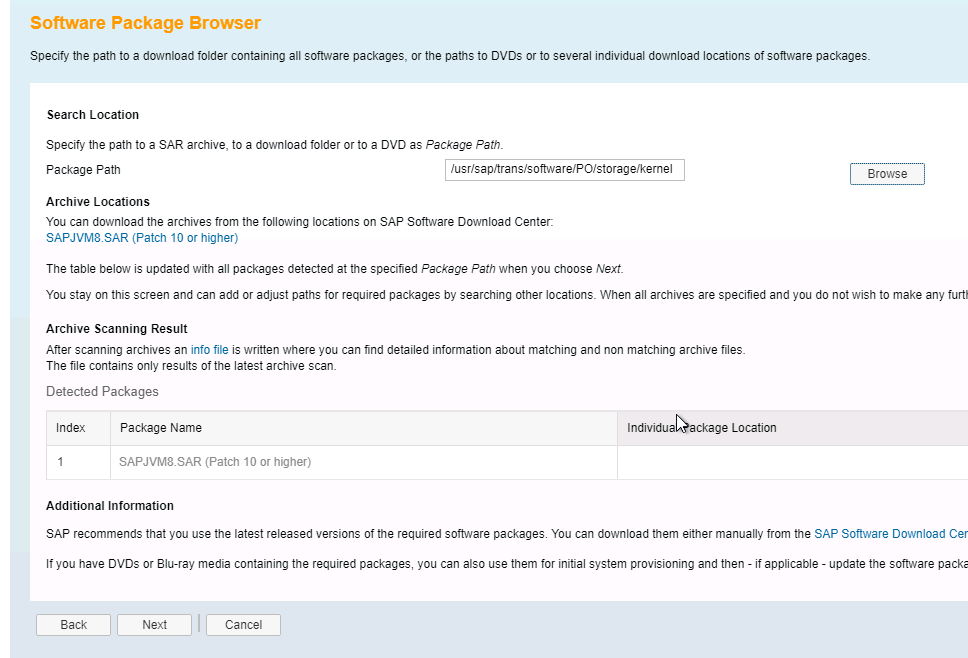 Software Package Browser
Specify the path to a download folder containing all software packages, or the paths to DVDs or to several individual download locations of software packages.
Search Location
Specify the path to a SAR archive, to a download folder or to a DVD as Package Path.
Package Path /usr/sap/trans/software/PO/storage/kernel Browse
Archive Locations
You can download the archives from the following locations on SAP Software Download Center:
SAPJVM8.SAR (Patch 10 or higher)
The table below is updated with all packages detected at the specified Package Path when you choose Next.
You stay on this screen and can add or adjust paths for required packages by searching other locations. When all archives are specified and you do not wish to make any
Archive Scanning Result
After scanning archives an info file is written where you can find detailed information about matching and non matching archive files.
The file contains only results of the latest archive scan.
Detected Packages
Index Package Name Individual Package Location
1 SAPJVM8.SAR (Patch 10 or higher)
Additional Information
SAP recommends that you use the latest released versions of the required software packages. You can download them either manually from the SAP Software Download
If you have DVDs or Blu-ray media containing the required packages, you can also use them for initial system provisioning and then - if applicable - update the software
Back Next Cancel